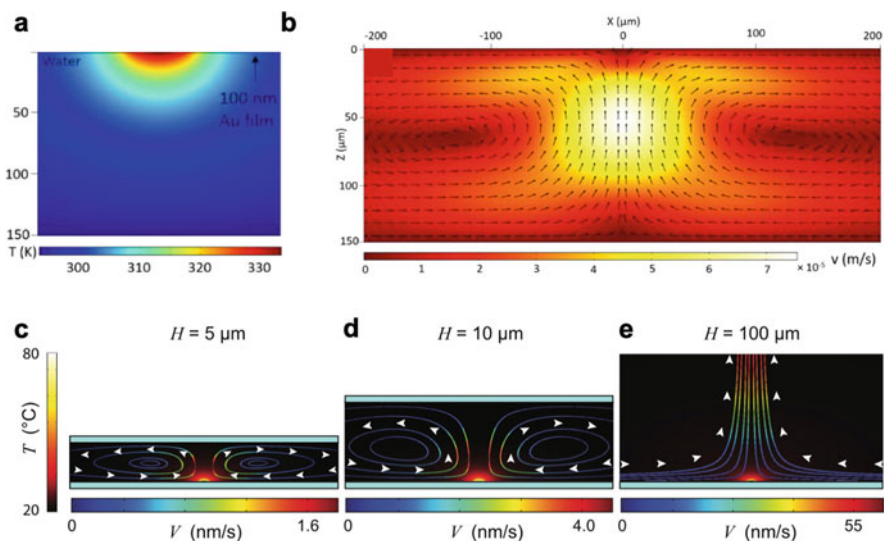 a
Water
100 nm
Au film
50
100
150
T (K)
300
310
320
330
b
X (µm)
-200
-100
0
100
200
0
50
100
150
Z (µm)
0
1
2
3
4
5
6
7
× 10⁻⁵
v (m/s)
c
H = 5 µm
d
H = 10 µm
e
H = 100 µm
80
T (°C)
20
0
1.6
V (nm/s)
0
4.0
V (nm/s)
0
55
V (nm/s)